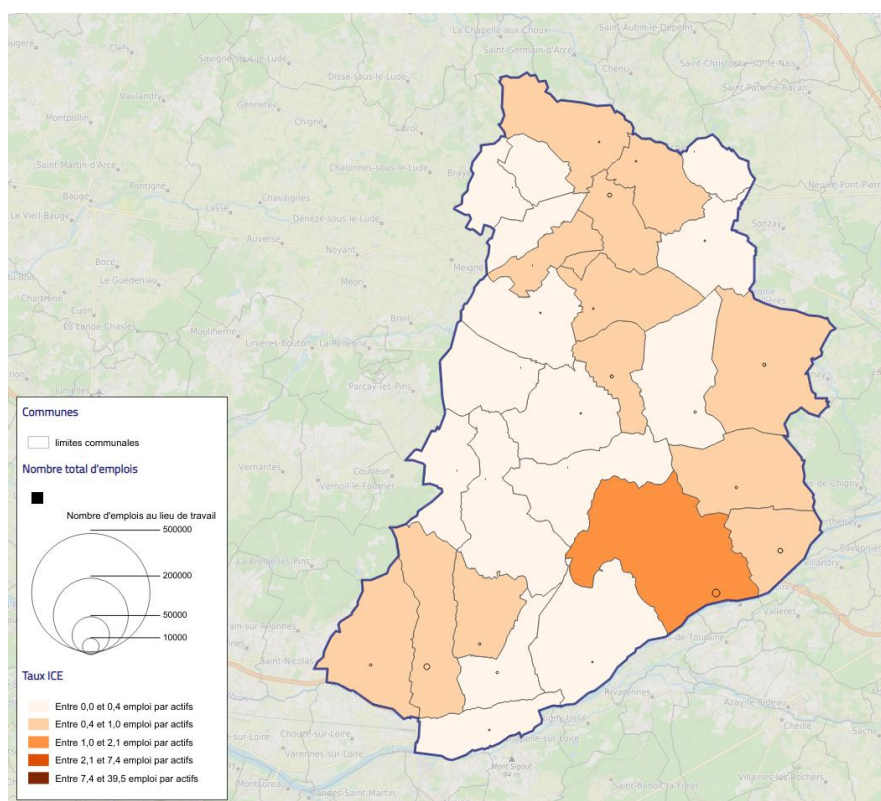 La Chapelle-aux-Choux
Saint-Aubin-le-Dépeint
Clefs
Savigné-sous-le-Lude
Saint-Germain-d'Arcé
Saint-Christophe-sur-le-Nais
Dissé-sous-le-Lude
Chenu
Vaulandry
Genneteil
Saint-Paterne-Racan
Montpollin
Chigné
Broc
Saint-Martin-d'Arcé
Chalonnes-sous-le-Lude
Pontigné
Neuillé-Pont-Pierre
Baugé
Lasse
Chavaignes
Le Vieil-Baugé
Dénezé-sous-le-Lude
Sonzay
Auverse
Noyant
Meigné
Bocé
Le Guédeniau
Méon
Chartrené
Cuon
Breil
Mouliherne
La Lande-Chasles
Linières-Bouton
La Pellerine
Parçay-les-Pins
Jumelles
Communes
limites communales
Nombre total d'emplois
Vernantes
Courléon
Vernoil-le-Fourrier
Nombre d'emplois au lieu de travail
500000
200000
50000
10000
La Breille-les-Pins
Savonnières
Villandry
Vallères
Saint-Nicolas
Taux ICE
Entre 0,0 et 0,4 emploi par actifs
Entre 0,4 et 1,0 emploi par actifs
Entre 1,0 et 2,1 emploi par actifs
Entre 2,1 et 7,4 emploi par actifs
Entre 7,4 et 39,5 emploi par actifs
Rivarennes
Azay-le-Rideau
Cheillé
Chouzé-sur-Loire
Varennes-sur-Loire
Mont Sigout
94 m
Montsoreau
Candes-Saint-Martin
Saint-Benoît-la-Forêt
Villaines-les-Rochers